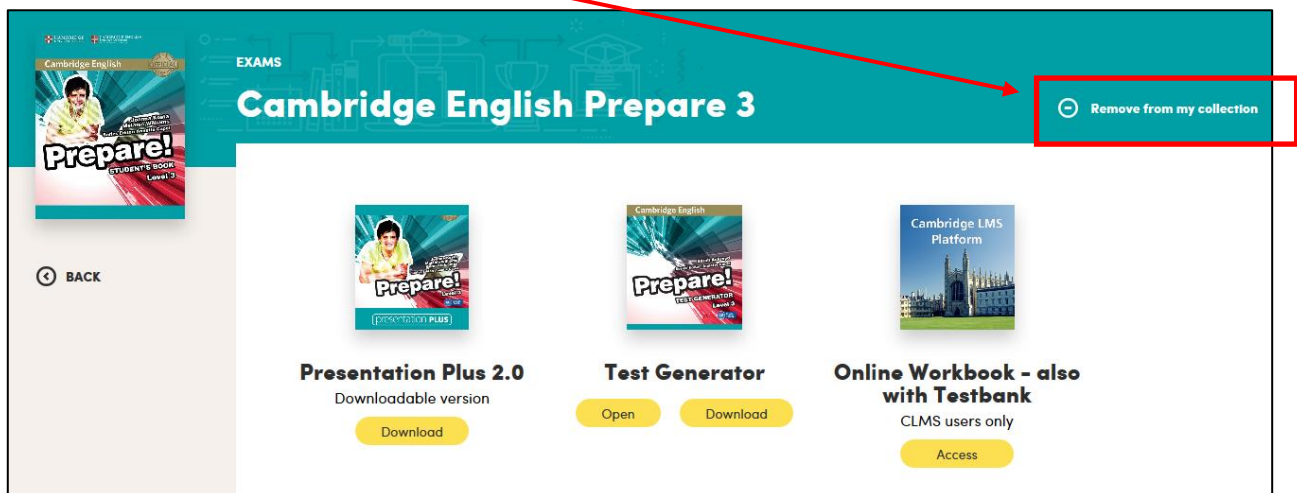 Cambridge English
Prepare!
STUDENT'S BOOK
Level 3
EXAMS
Cambridge English Prepare 3
Remove from my collection
BACK
Prepare!
Level 3
presentation PLUS
Cambridge English
Prepare!
TEST GENERATOR
Level 3
Cambridge LMS
Platform
Presentation Plus 2.0
Downloadable version
Download
Test Generator
Open
Download
Online Workbook - also
with Testbank
CLMS users only
Access